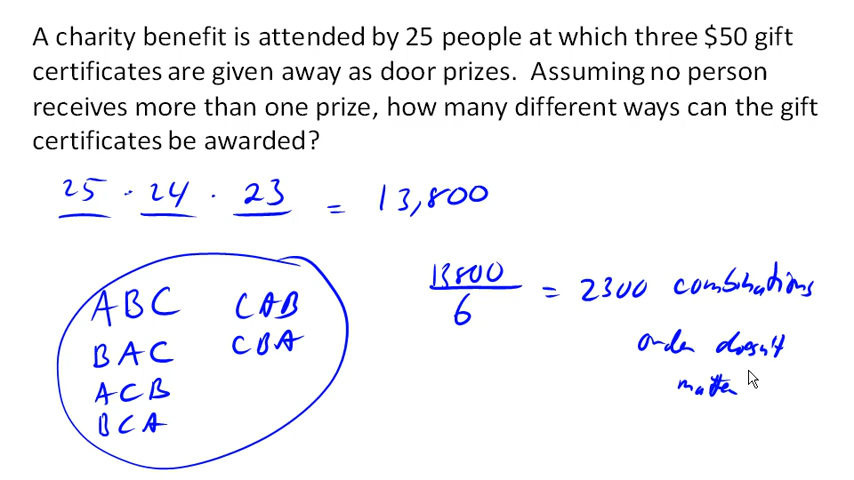 A charity benefit is attended by 25 people at which three $50 gift
certificates are given away as door prizes. Assuming no person
receives more than one prize, how many different ways can the gift
certificates be awarded?
25 · 24 · 23 = 13,800
ABC CAB
BAC CBA
ACB
BCA
13800
6
= 2300 combinations
order doesn't
matter